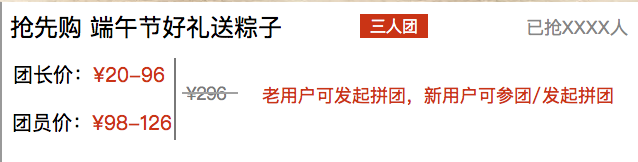 抢先购 端午节好礼送粽子
三人团
已抢XXXX人
团长价：¥20-96
¥296
老用户可发起拼团，新用户可参团/发起拼团
团员价：¥98-126